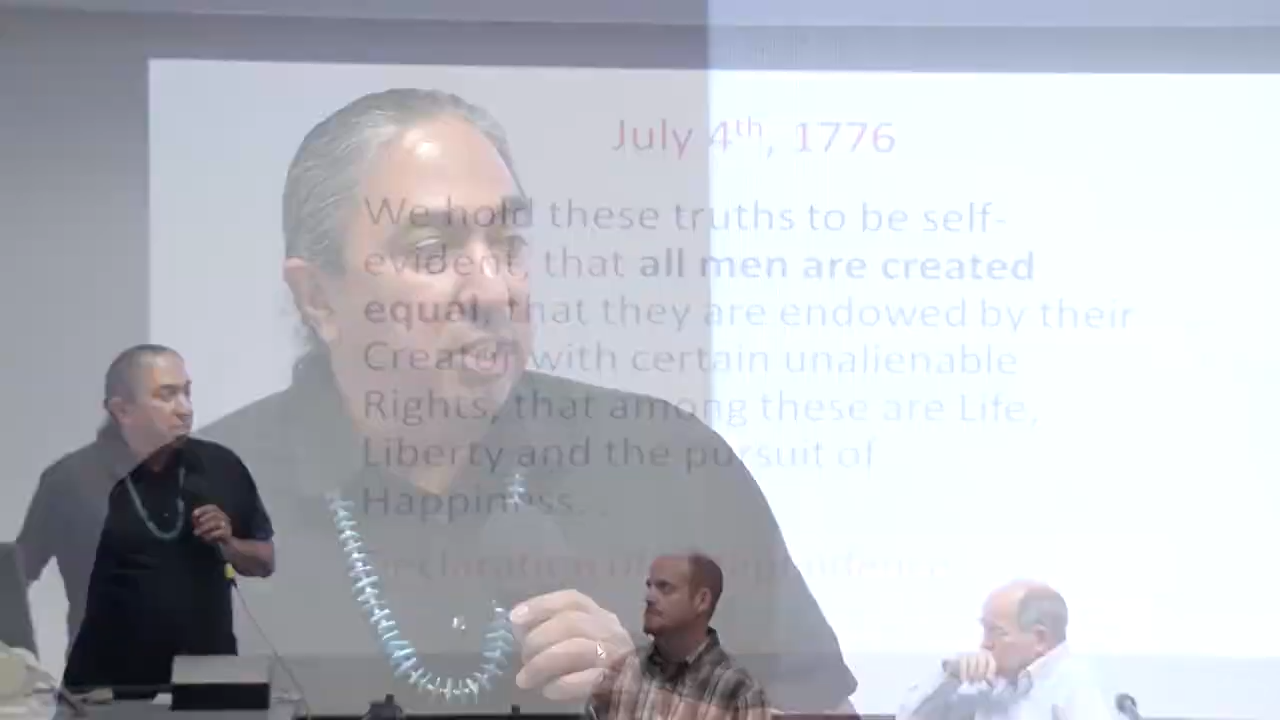 July 4th, 1776
We hold these truths to be self-
evident, that all men are created
equal, that they are endowed by their
Creator with certain unalienable
Rights, that among these are Life,
Liberty and the pursuit of
Happiness. . .
Declaration of Independence